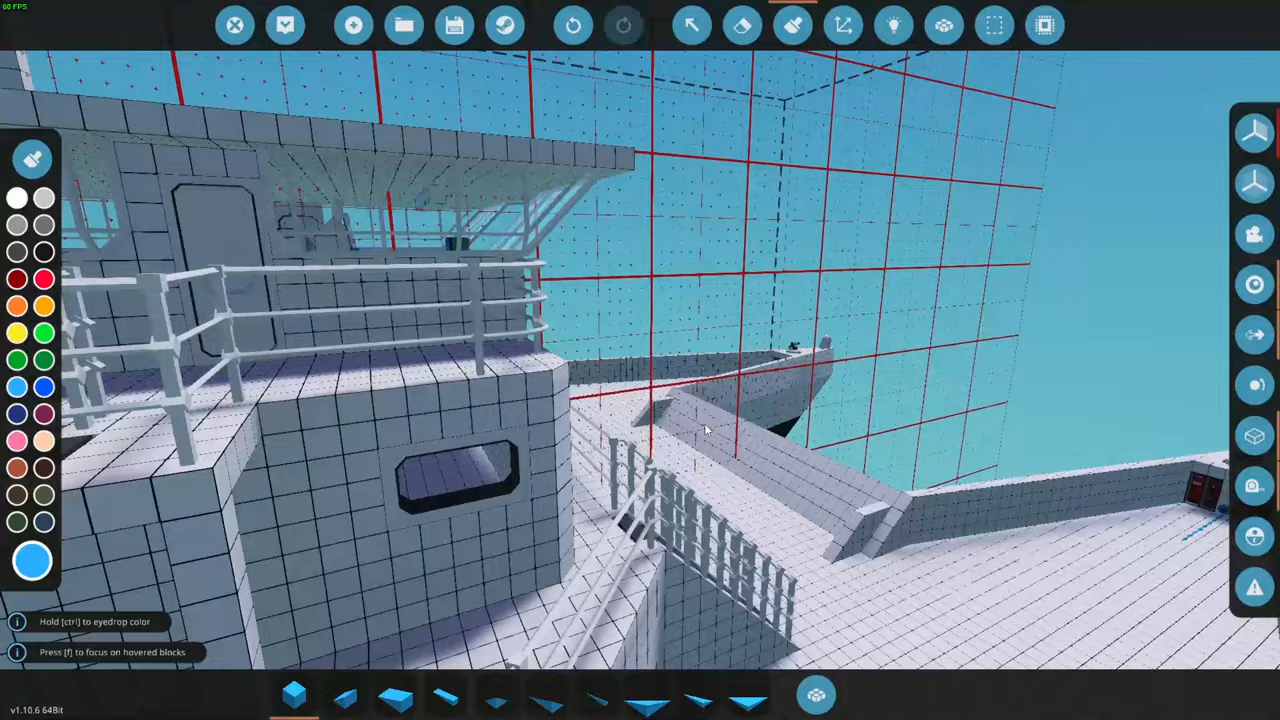 60 FPS
Hold [ctrl] to eyedrop color
Press [f] to focus on hovered blocks
v1.10.6 64Bit